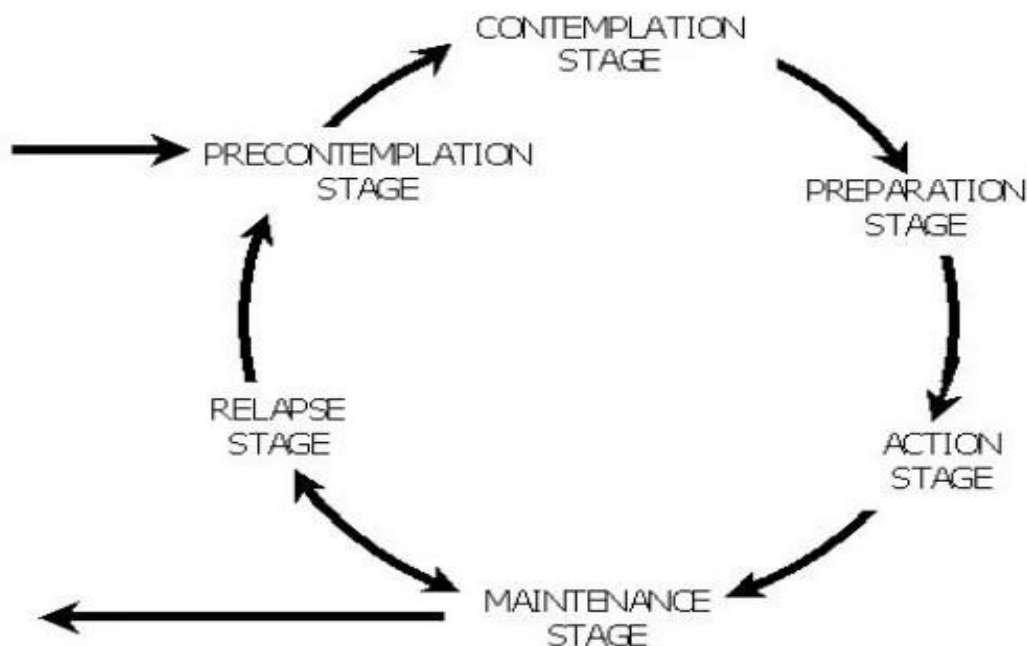 CONTEMPLATION
STAGE
PRECONTEMPLATION
STAGE
PREPARATION
STAGE
RELAPSE
STAGE
ACTION
STAGE
MAINTENANCE
STAGE